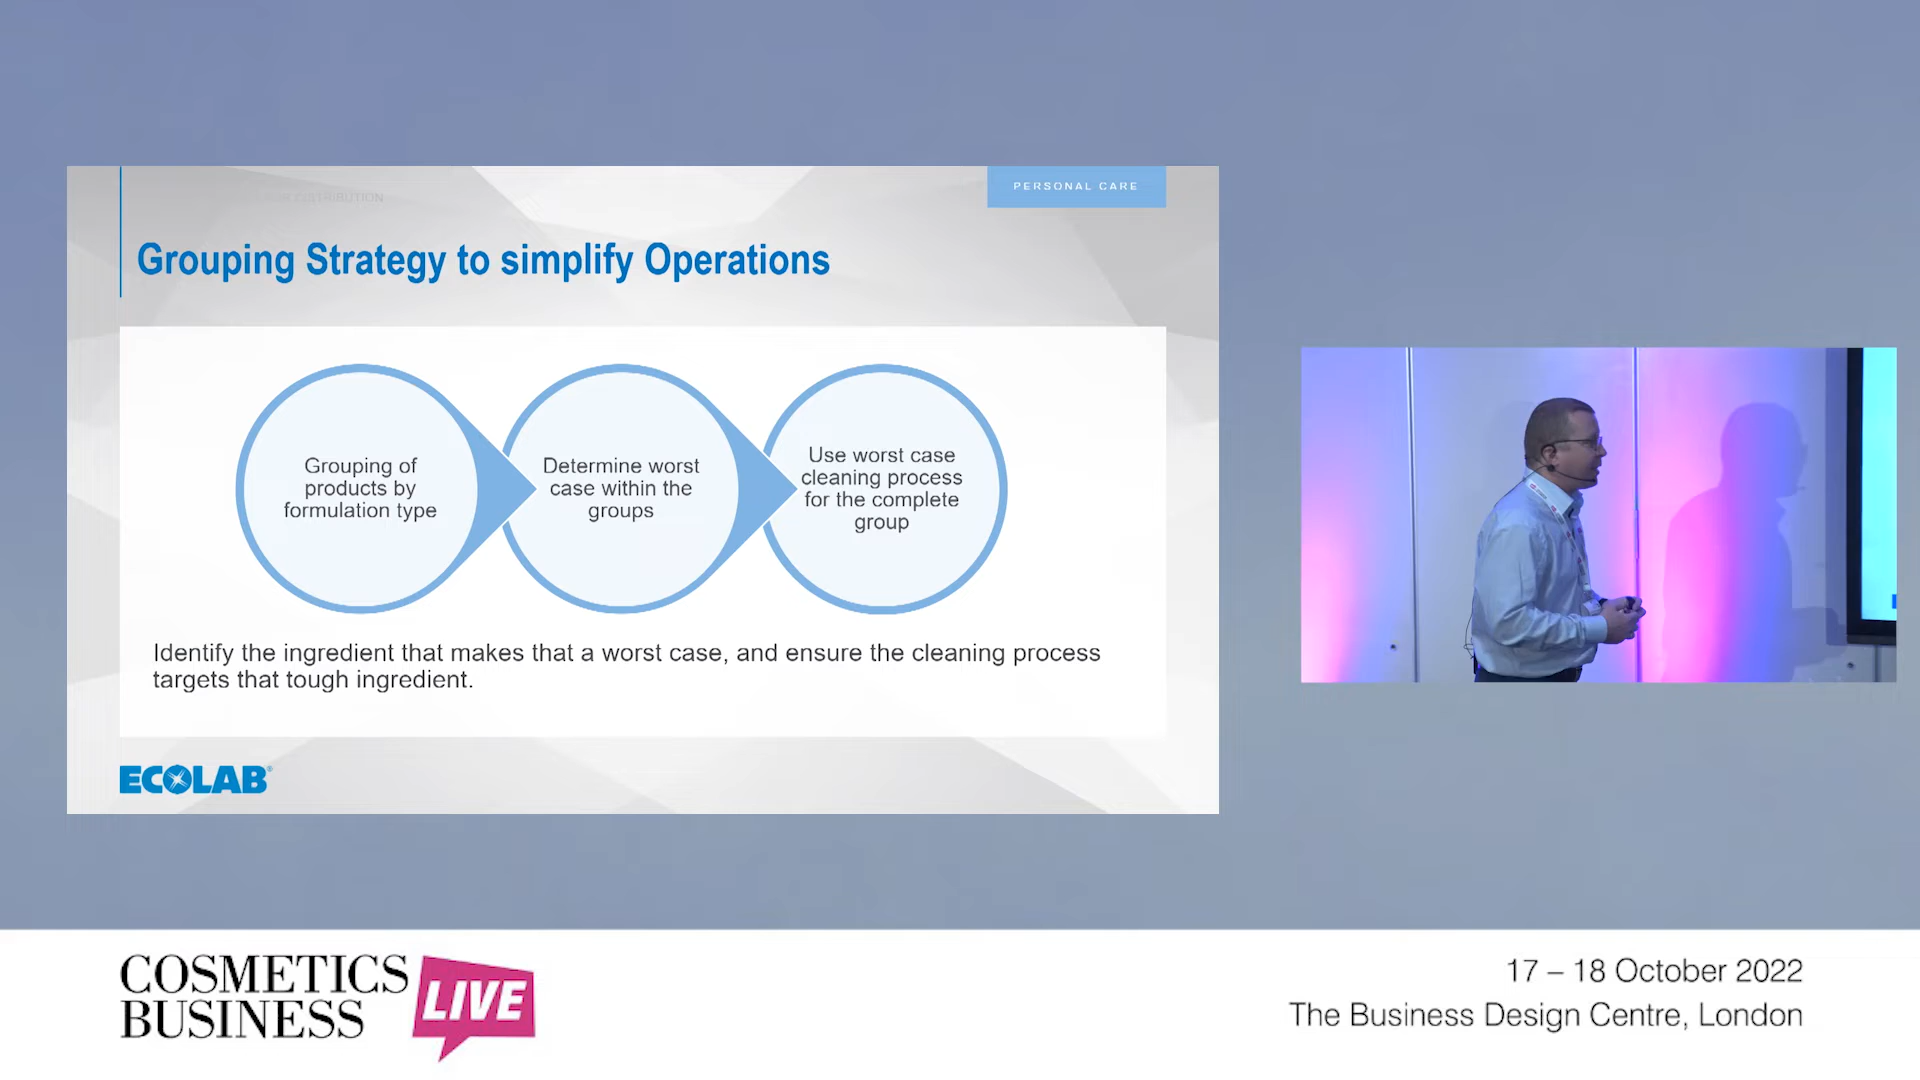 PERSONAL CARE
Grouping Strategy to simplify Operations
Grouping of
products by
formulation type
Determine worst
case within the
groups
Use worst case
cleaning process
for the complete
group
Identify the ingredient that makes that a worst case, and ensure the cleaning process
targets that tough ingredient.
ECOLAB®
COSMETICS
BUSINESS
LIVE
17 – 18 October 2022
The Business Design Centre, London